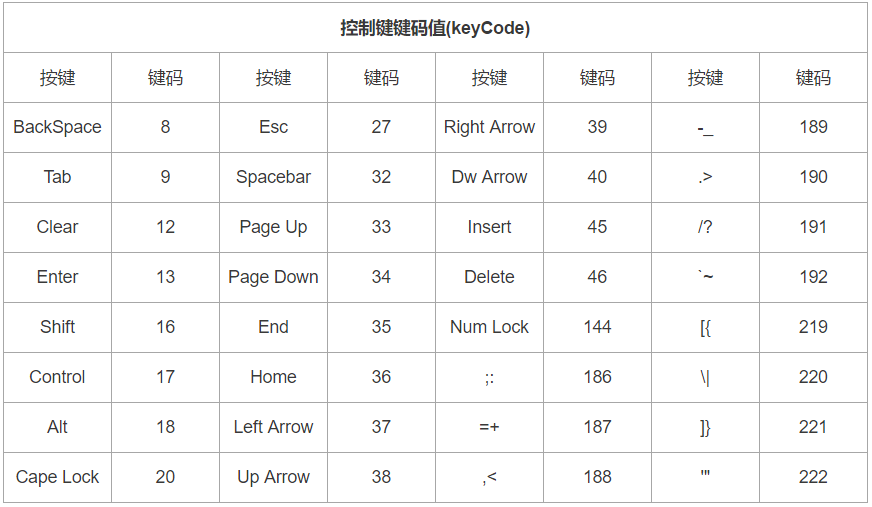 控制键键码值(keyCode)
按键 键码 按键 键码 按键 键码 按键 键码
BackSpace 8 Esc 27 Right Arrow 39 -_ 189
Tab 9 Spacebar 32 Dw Arrow 40 .> 190
Clear 12 Page Up 33 Insert 45 /? 191
Enter 13 Page Down 34 Delete 46 `~ 192
Shift 16 End 35 Num Lock 144 [{ 219
Control 17 Home 36 ;: 186 \| 220
Alt 18 Left Arrow 37 =+ 187 ]} 221
Cape Lock 20 Up Arrow 38 ,< 188 '" 222